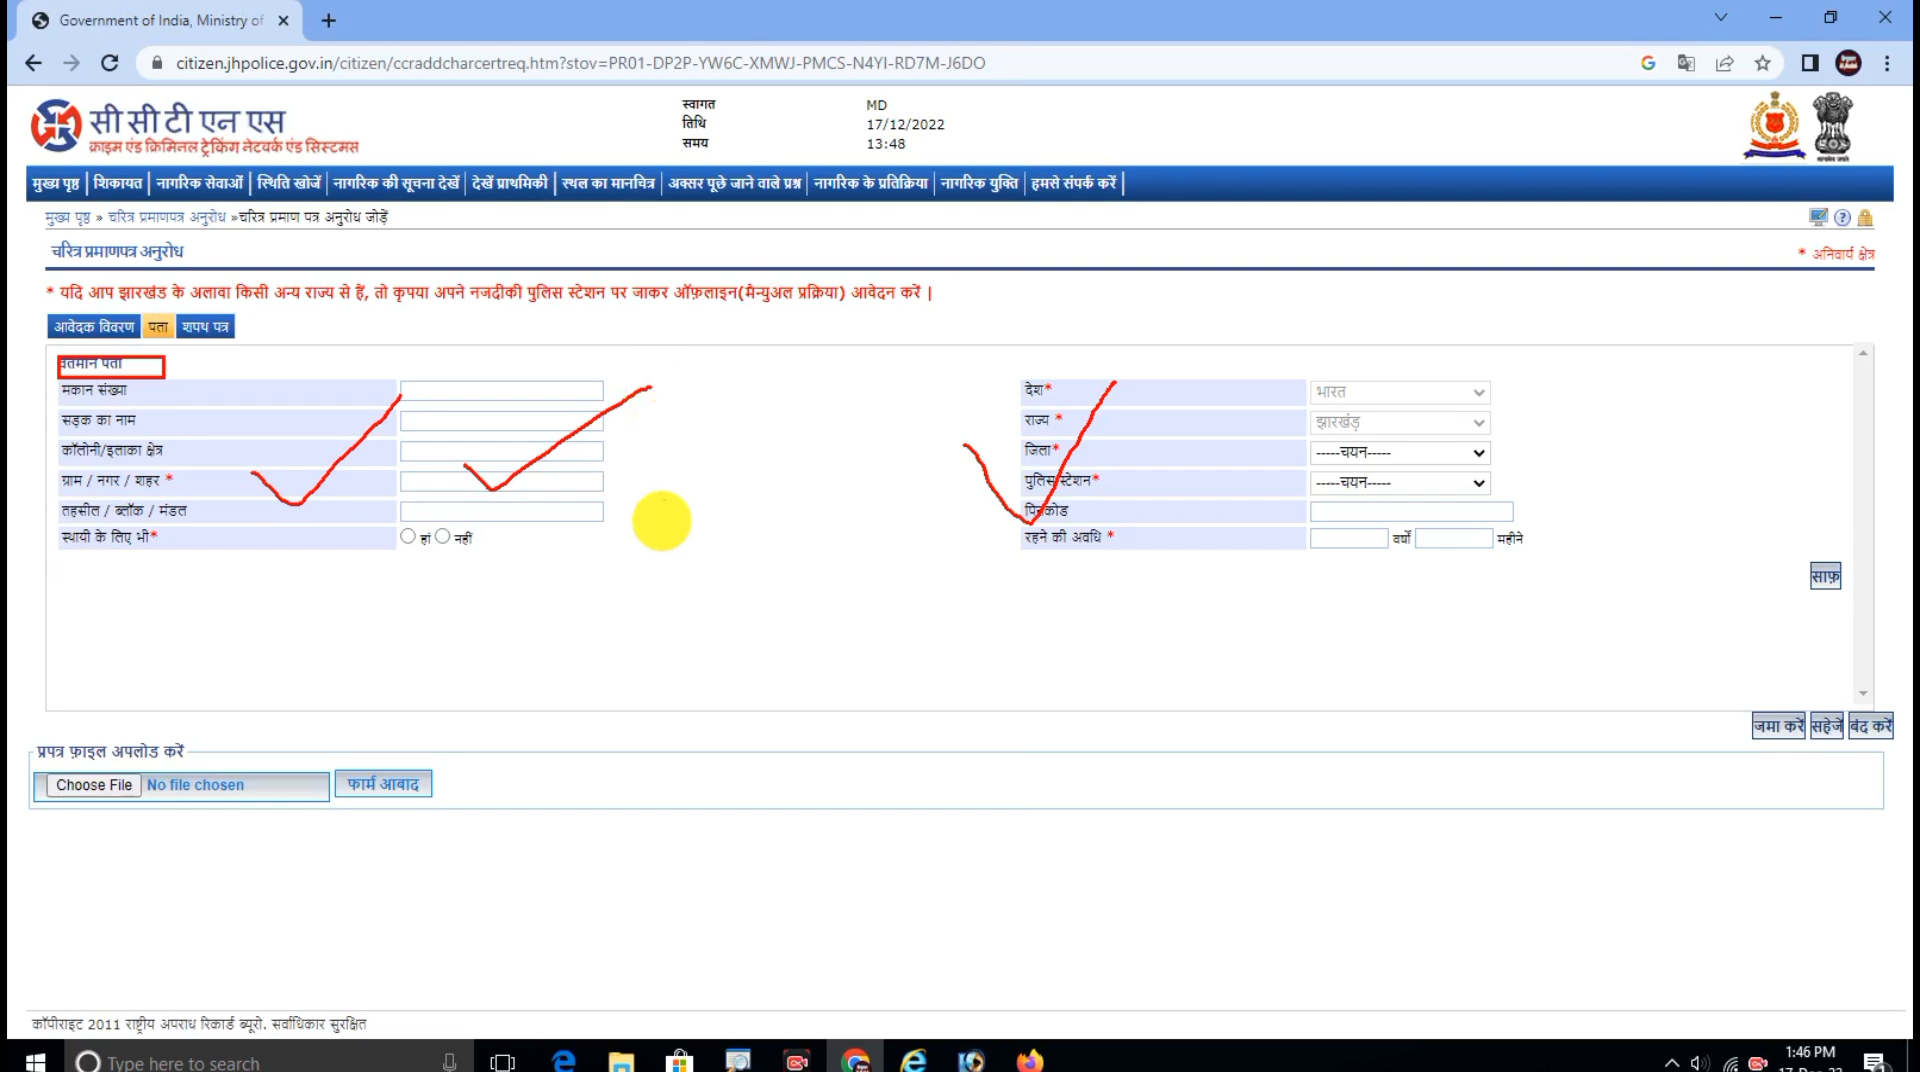 Government of India, Ministry of
citizen.jhpolice.gov.in/citizen/ccraddcharcertreq.htm?stov=PR01-DP2P-YW6C-XMWJ-PMCS-N4YI-RD7M-J6DO
सी सी टी एन एस
क्राइम एंड क्रिमिनल ट्रेकिंग नेटवर्क एंड सिस्टमस
स्वागत MD
तिथि 17/12/2022
समय 13:48
मुख्य पृष्ठ शिकायत नागरिक सेवाओं स्थिति खोजें नागरिक की सूचना देखें देखें प्राथमिकी स्थल का मानचित्र अक्सर पूछे जाने वाले प्रश्न नागरिक के प्रतिक्रिया नागरिक युक्ति हमसे संपर्क करें
मुख्य पृष्ठ » चरित्र प्रमाणपत्र अनुरोध »चरित्र प्रमाण पत्र अनुरोध जोड़ें
चरित्र प्रमाणपत्र अनुरोध
* अनिवार्य क्षेत्र
* यदि आप झारखंड के अलावा किसी अन्य राज्य से हैं, तो कृपया अपने नजदीकी पुलिस स्टेशन पर जाकर ऑफ़लाइन(मैन्युअल प्रक्रिया) आवेदन करें |
आवेदक विवरण पता शपथ पत्र
वर्तमान पता
मकान संख्या देश* भारत
सड़क का नाम राज्य * झारखंड
कॉलोनी/इलाका क्षेत्र जिला* -----चयन-----
ग्राम / नगर / शहर * पुलिस स्टेशन* -----चयन-----
तहसील / ब्लॉक / मंडल पिनकोड
स्थायी के लिए भी* हां नहीं रहने की अवधि * वर्षों महीने
साफ़
जमा करें सहेजें बंद करें
प्रपत्र फ़ाइल अपलोड करें
Choose File No file chosen फार्म आबाद
कॉपीराइट 2011 राष्ट्रीय अपराध रिकार्ड ब्यूरो. सर्वाधिकार सुरक्षित
Type here to search
1:46 PM